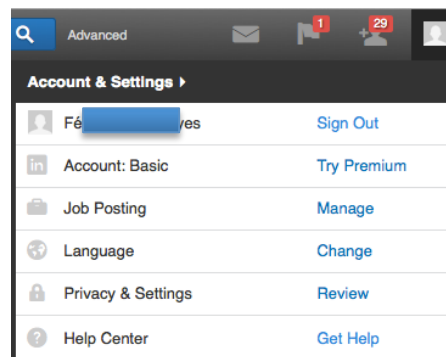 Advanced
1
29
Account & Settings
Fé yes Sign Out
in Account: Basic Try Premium
Job Posting Manage
Language Change
Privacy & Settings Review
? Help Center Get Help